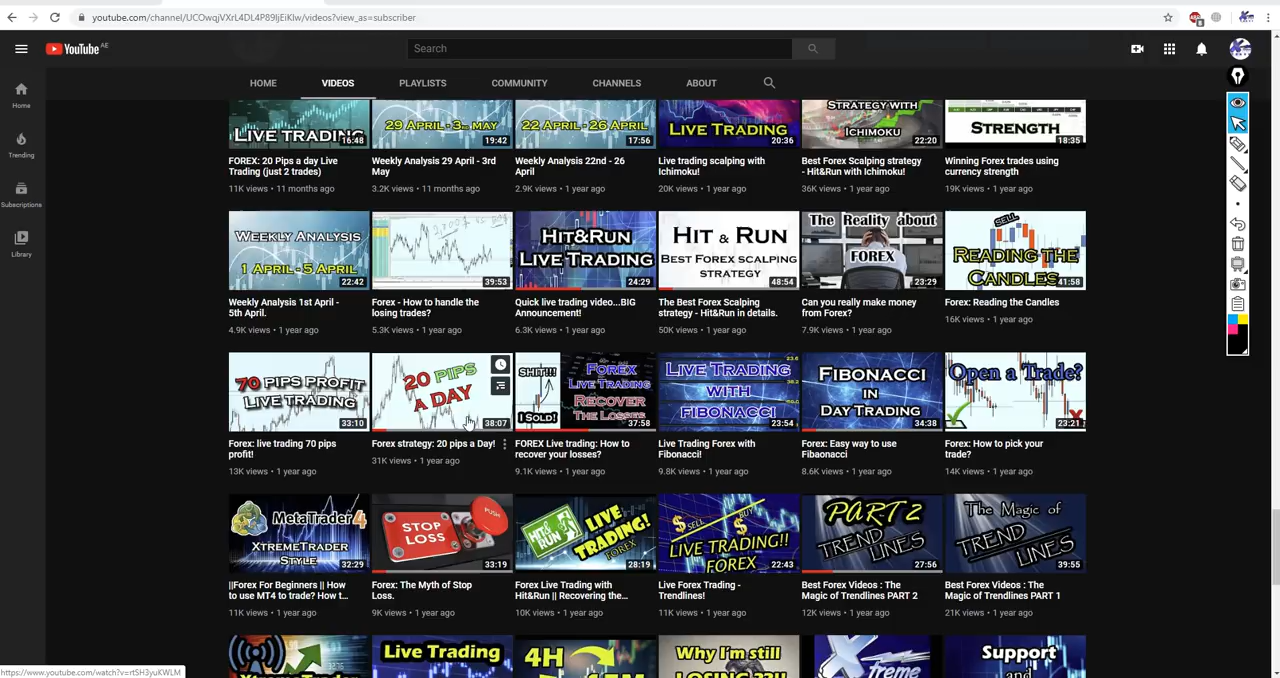 youtube.com/channel/UCOwqjVXrL4DL4P89IjEiKIw/videos?view_as=subscriber
YouTube AE
Search
HOME VIDEOS PLAYLISTS COMMUNITY CHANNELS ABOUT
Home
Trending
Subscriptions
Library
LIVE TRADING
16:48
29 APRIL - 3RD MAY
19:42
22 APRIL - 26 APRIL
17:56
LIVE TRADING
20:36
STRATEGY WITH
ICHIMOKU
22:20
STRENGTH
18:35
FOREX: 20 Pips a day Live
Trading (just 2 trades)
11K views • 11 months ago
Weekly Analysis 29 April - 3rd
May
3.2K views • 11 months ago
Weekly Analysis 22nd - 26
April
2.9K views • 1 year ago
Live trading scalping with
Ichimoku!
20K views • 1 year ago
Best Forex Scalping strategy
- Hit&Run with Ichimoku!
36K views • 1 year ago
Winning Forex trades using
currency strength
19K views • 1 year ago
WEEKLY ANALYSIS
1 APRIL - 5 APRIL
22:42
39:53
HIT&RUN
LIVE TRADING
24:29
HIT & RUN
BEST FOREX SCALPING
STRATEGY
48:54
The Reality about
FOREX
23:29
SELL
READING THE
CANDLES
41:58
Weekly Analysis 1st April -
5th April.
4.9K views • 1 year ago
Forex - How to handle the
losing trades?
5.3K views • 1 year ago
Quick live trading video...BIG
Announcement!
6.3K views • 1 year ago
The Best Forex Scalping
strategy - Hit&Run in details.
50K views • 1 year ago
Can you really make money
from Forex?
7.9K views • 1 year ago
Forex: Reading the Candles
16K views • 1 year ago
70 PIPS PROFIT
LIVE TRADING
33:10
20 PIPS
A DAY
38:07
SHIT!!!
I SOLD!
FOREX
LIVE TRADING
RECOVER
THE LOSSES
37:58
LIVE TRADING
WITH
FIBONACCI
23:54
FIBONACCI
IN
DAY TRADING
34:38
Open a Trade?
23:21
Forex: live trading 70 pips
profit!
13K views • 1 year ago
Forex strategy: 20 pips a Day!
31K views • 1 year ago
FOREX Live trading: How to
recover your losses?
9.1K views • 1 year ago
Live Trading Forex with
Fibonacci!
9.8K views • 1 year ago
Forex: Easy way to use
Fibaonacci
8.6K views • 1 year ago
Forex: How to pick your
trade?
14K views • 1 year ago
MetaTrader 4
XTREMETRADER
STYLE
32:29
STOP
LOSS
PUSH
33:19
HIT&
RUN
LIVE
TRADING!
FOREX
28:19
SELL
BUY
LIVE TRADING!!
FOREX
22:43
PART 2
TREND
LINES
27:56
The Magic of
TREND
LINES
39:55
||Forex For Beginners || How
to use MT4 to trade? How t...
11K views • 1 year ago
Forex: The Myth of Stop
Loss.
9K views • 1 year ago
Forex Live Trading with
Hit&Run || Recovering the...
10K views • 1 year ago
Live Forex Trading -
Trendlines!
11K views • 1 year ago
Best Forex Videos : The
Magic of Trendlines PART 2
12K views • 1 year ago
Best Forex Videos : The
Magic of Trendlines PART 1
21K views • 1 year ago
Live Trading
4H
Why I'm still
Xtreme
Support
and
https://www.youtube.com/watch?v=rtSH3yuKWLM